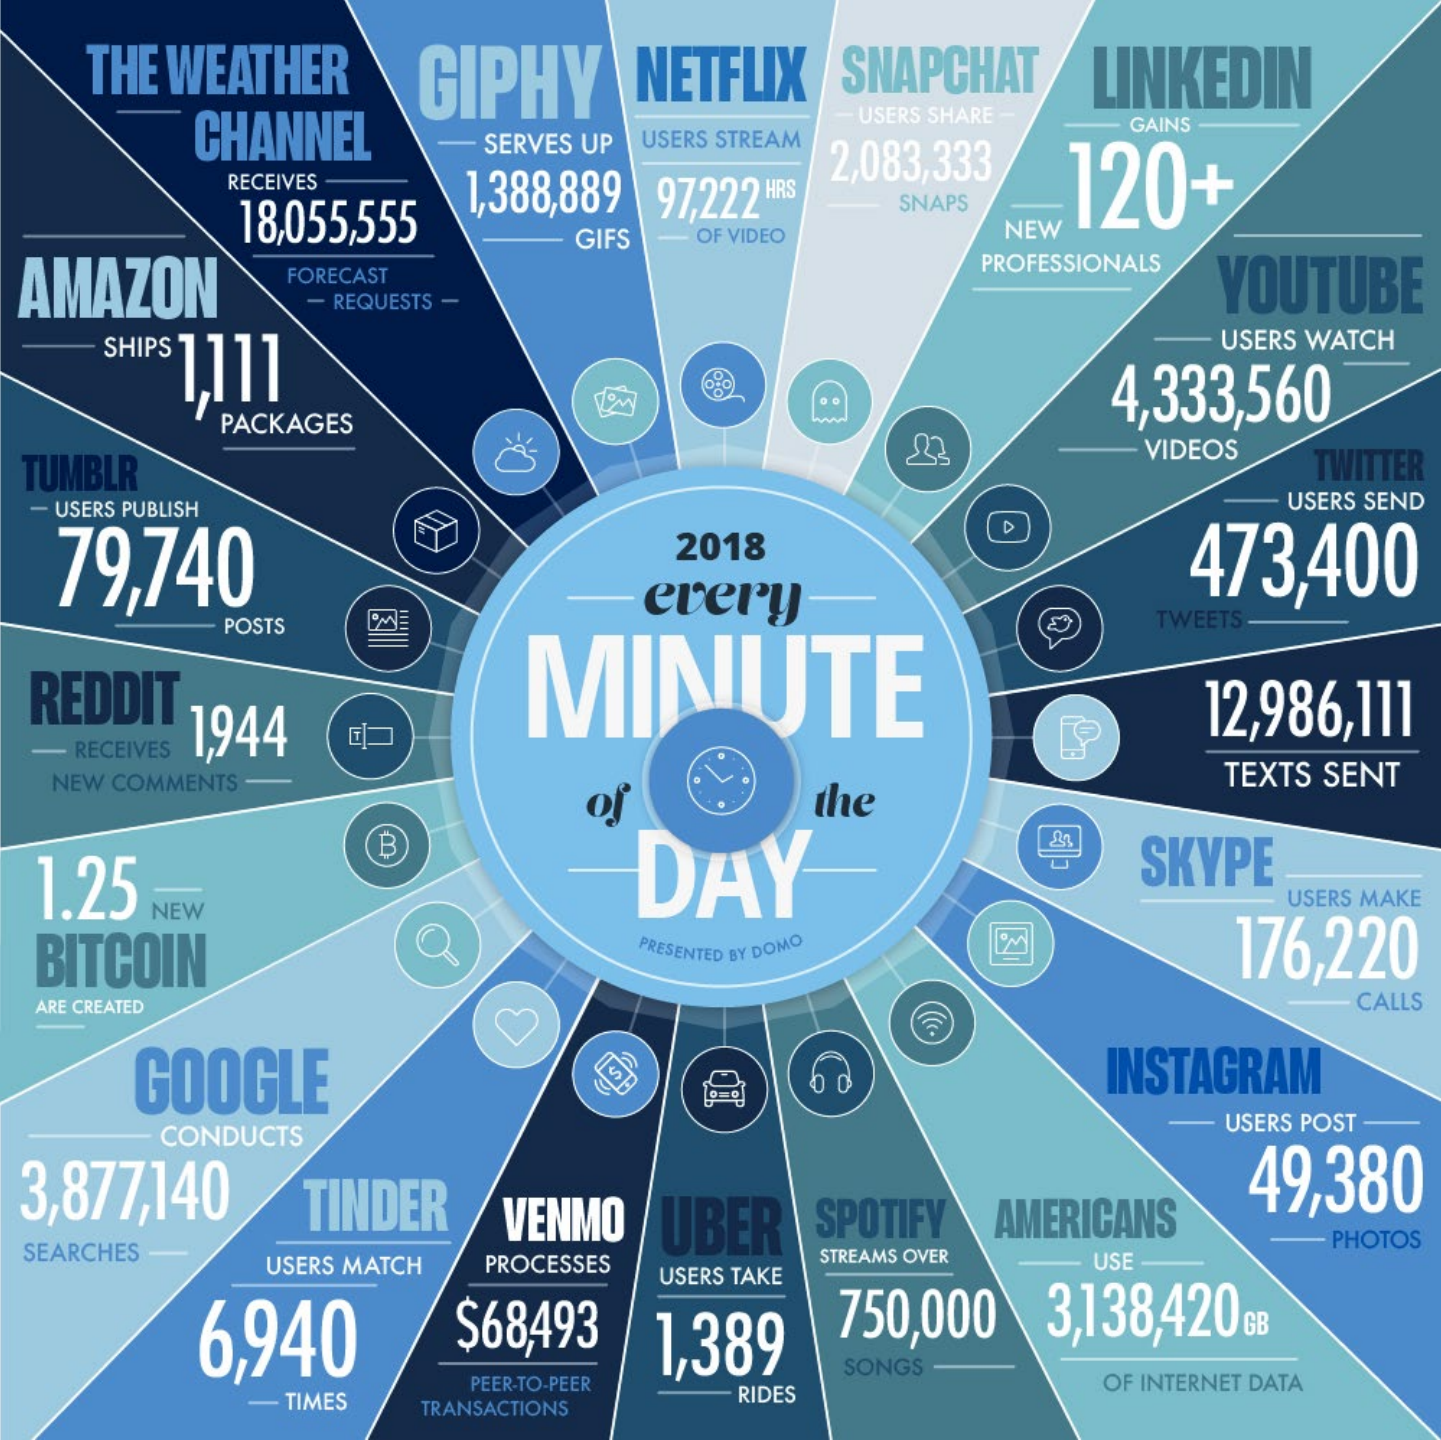 THE WEATHER
CHANNEL
RECEIVES
18,055,555
FORECAST
REQUESTS
GIPHY
SERVES UP
1,388,889
GIFS
NETFLIX
USERS STREAM
97,222 HRS
OF VIDEO
SNAPCHAT
USERS SHARE
2,083,333
SNAPS
LINKEDIN
GAINS
120+
NEW
PROFESSIONALS
YOUTUBE
USERS WATCH
4,333,560
VIDEOS
TWITTER
USERS SEND
473,400
TWEETS
12,986,111
TEXTS SENT
SKYPE
USERS MAKE
176,220
CALLS
INSTAGRAM
USERS POST
49,380
PHOTOS
AMERICANS
USE
3,138,420 GB
OF INTERNET DATA
SPOTIFY
STREAMS OVER
750,000
SONGS
UBER
USERS TAKE
1,389
RIDES
VENMO
PROCESSES
$68,493
PEER-TO-PEER
TRANSACTIONS
TINDER
USERS MATCH
6,940
TIMES
GOOGLE
CONDUCTS
3,877,140
SEARCHES
1.25 NEW
BITCOIN
ARE CREATED
REDDIT
RECEIVES 1,944
NEW COMMENTS
TUMBLR
USERS PUBLISH
79,740
POSTS
AMAZON
SHIPS 1,111
PACKAGES
2018
every
MINUTE
of the
DAY
PRESENTED BY DOMO